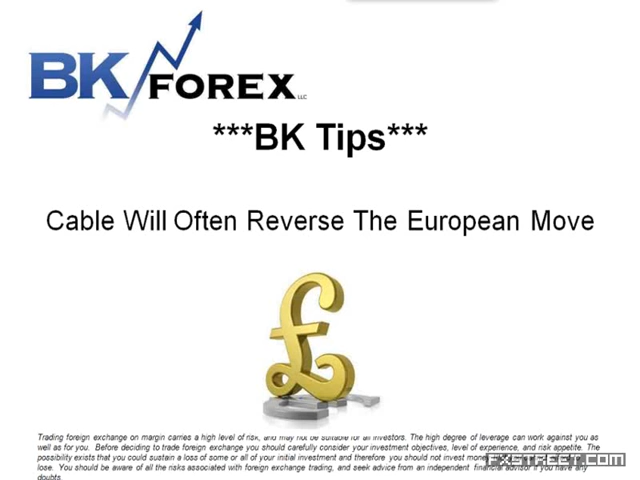 BK FOREX LLC
***BK Tips***
Cable Will Often Reverse The European Move
£
Trading foreign exchange on margin carries a high level of risk, and may not be suitable for all investors. The high degree of leverage can work against you as
well as for you. Before deciding to trade foreign exchange you should carefully consider your investment objectives, level of experience, and risk appetite. The
possibility exists that you could sustain a loss of some or all of your initial investment and therefore you should not invest
lose. You should be aware of all the risks associated with foreign exchange trading, and seek advice from an independent financial advisor if you have any
doubts.
FXSTREET.COM